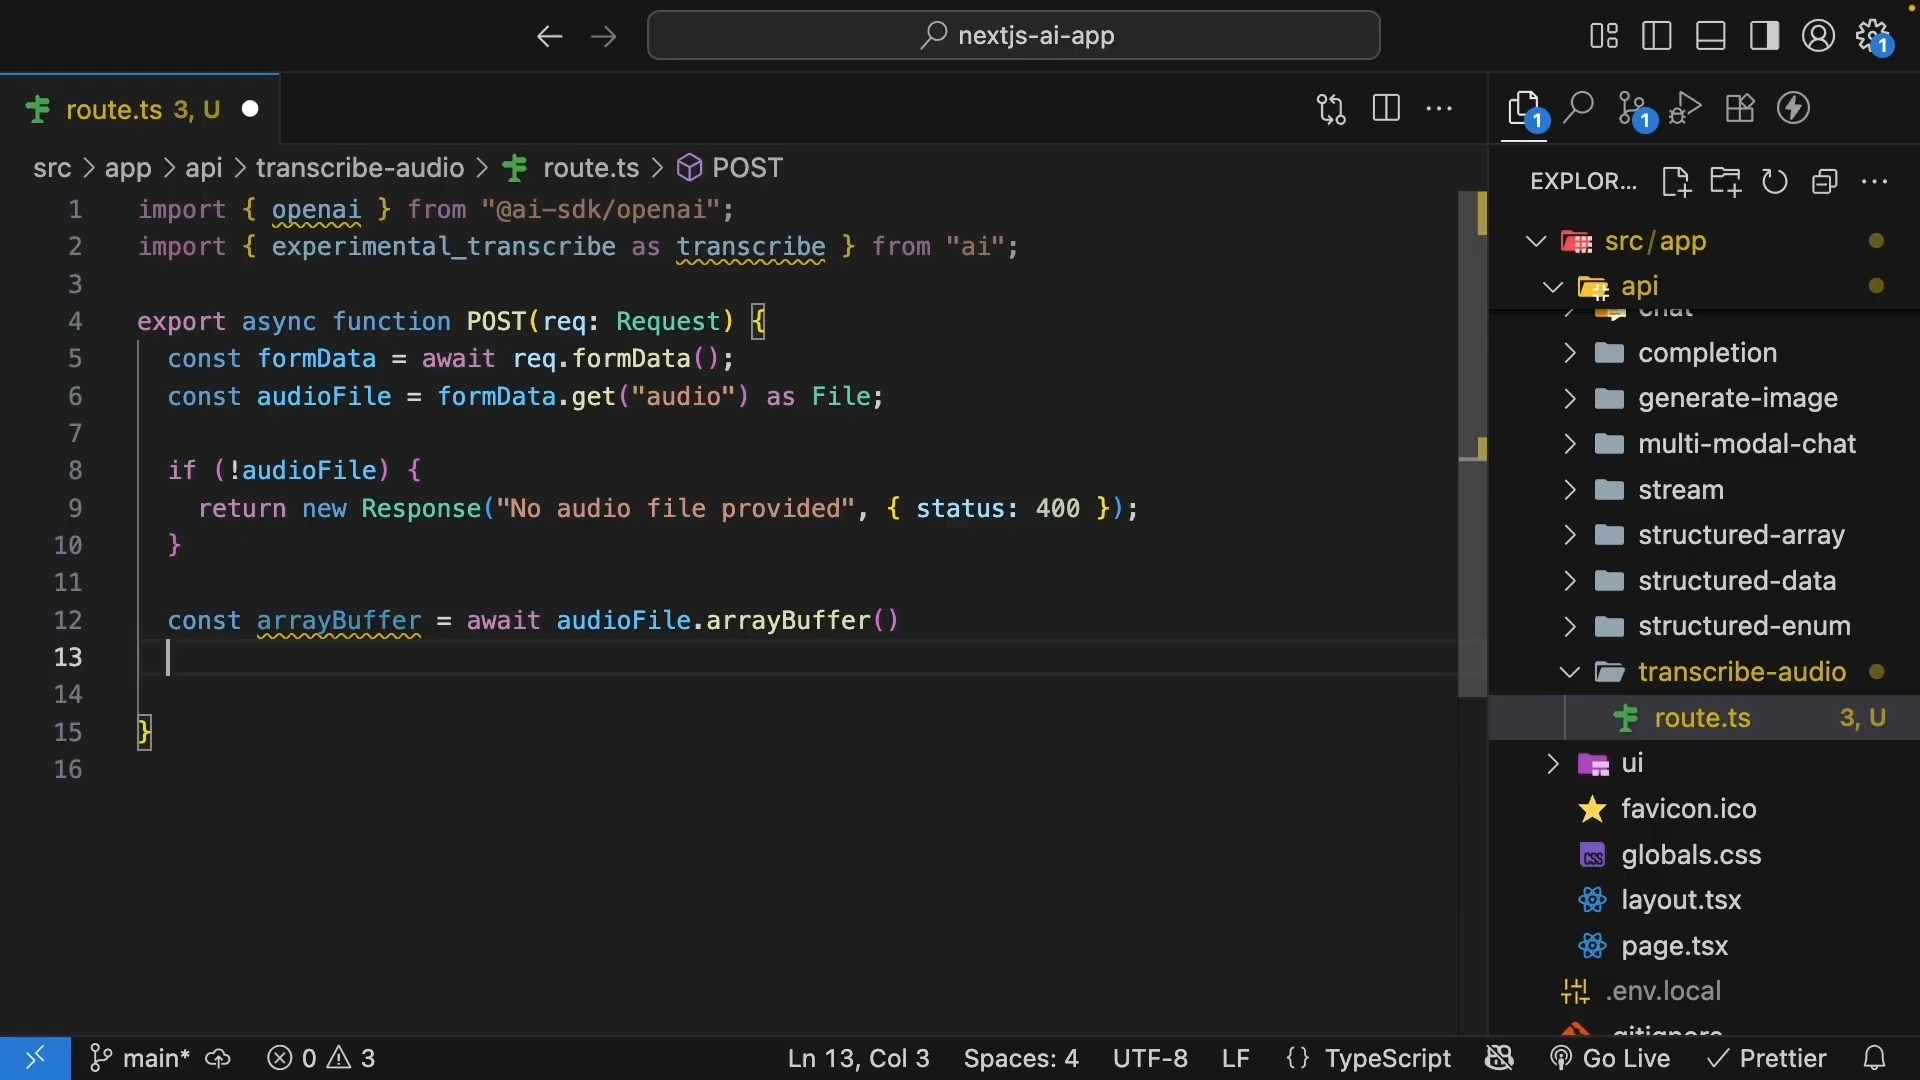 nextjs-ai-app
1
route.ts 3, U
1
1
src > app > api > transcribe-audio > route.ts > POST
EXPLOR...
1 import { openai } from "@ai-sdk/openai";
2 import { experimental_transcribe as transcribe } from "ai";
3
4 export async function POST(req: Request) {
5 const formData = await req.formData();
6 const audioFile = formData.get("audio") as File;
7
8 if (!audioFile) {
9 return new Response("No audio file provided", { status: 400 });
10 }
11
12 const arrayBuffer = await audioFile.arrayBuffer()
13
14
15 }
16
src/app
api
chat
completion
generate-image
multi-modal-chat
stream
structured-array
structured-data
structured-enum
transcribe-audio
route.ts 3, U
ui
favicon.ico
globals.css
layout.tsx
page.tsx
.env.local
.gitignore
main* 0 3 Ln 13, Col 3 Spaces: 4 UTF-8 LF {} TypeScript Go Live Prettier